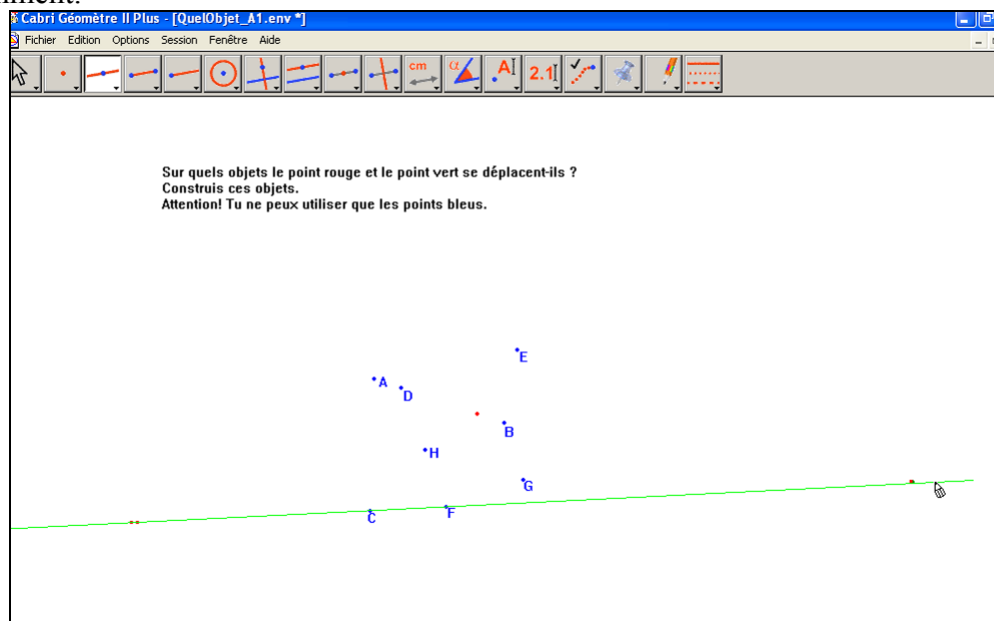 Cabri Géomètre II Plus - [QuelObjet_A1.env *]
Fichier Edition Options Session Fenêtre Aide
cm α A 2.1
Sur quels objets le point rouge et le point vert se déplacent-ils ?
Construis ces objets.
Attention! Tu ne peux utiliser que les points bleus.
E
A
D
B
H
G
C
F